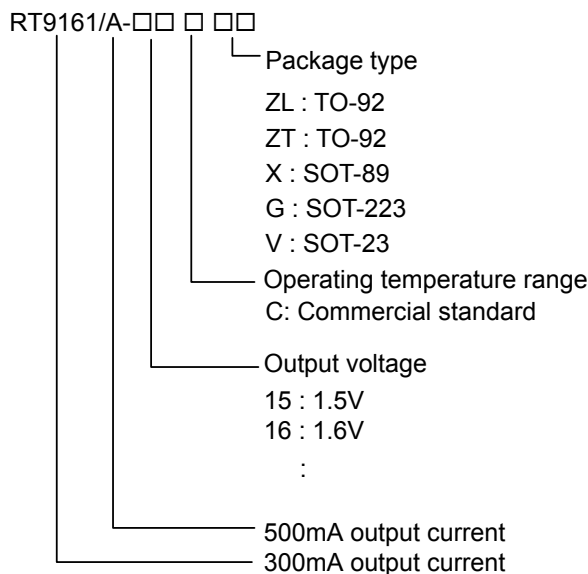 RT9161/A-□□ □ □□
Package type
ZL : TO-92
ZT : TO-92
X : SOT-89
G : SOT-223
V : SOT-23
Operating temperature range
C: Commercial standard
Output voltage
15 : 1.5V
16 : 1.6V
:
500mA output current
300mA output current